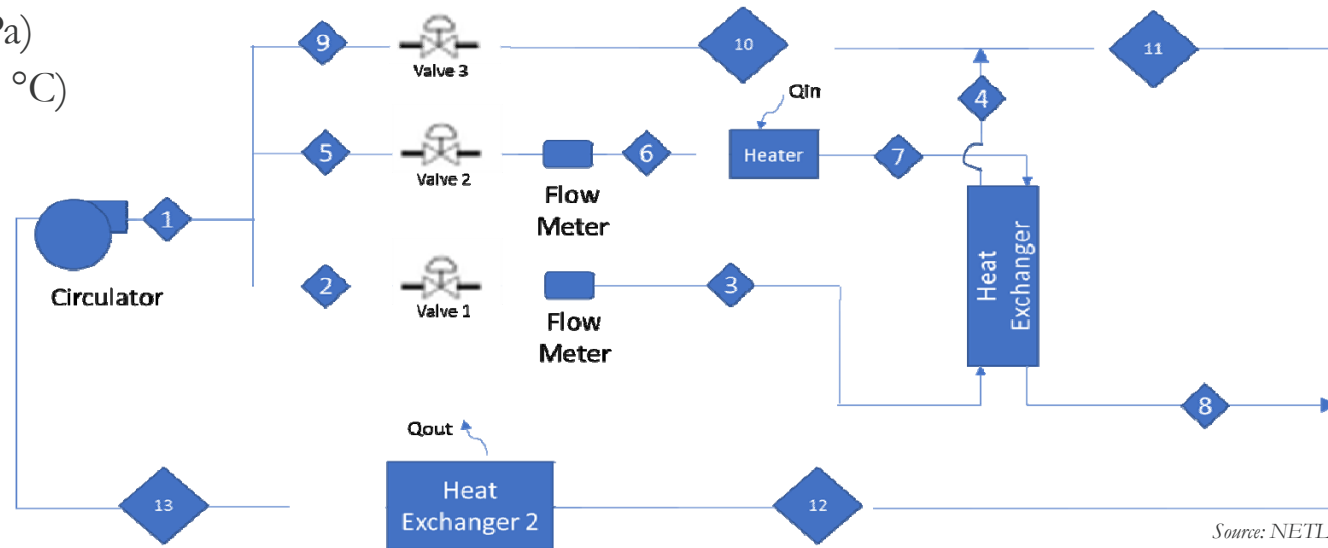 Pa)
°C)
9
Valve 3
10
11
Qin
4
5
Valve 2
6
Heater
7
Flow
Meter
1
Circulator
Heat
Exchanger
2
Valve 1
3
Flow
Meter
8
Qout
13
Heat
Exchanger 2
12
Source: NETL